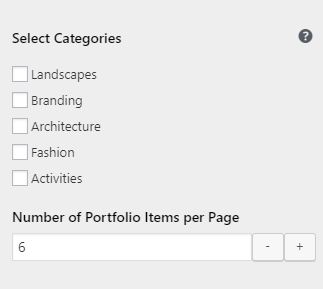 Select Categories ?
Landscapes
Branding
Architecture
Fashion
Activities
Number of Portfolio Items per Page
6 - +